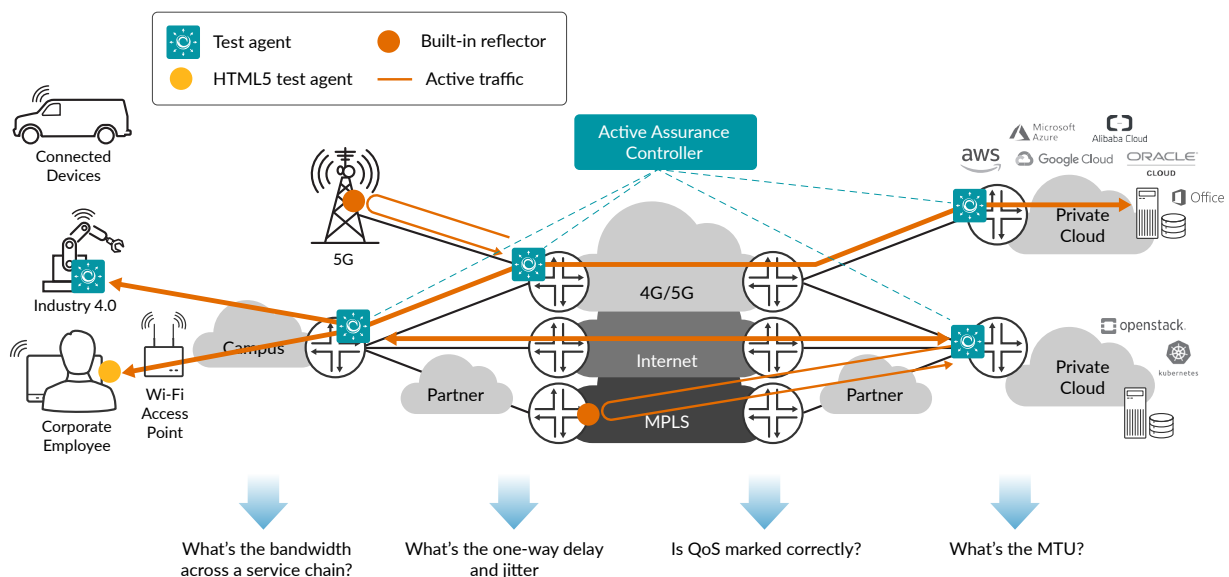 Test agent
Built-in reflector
HTML5 test agent
Active traffic
Connected
Devices
Active Assurance
Controller
Microsoft
Azure
Alibaba Cloud
aws
Google Cloud
ORACLE
CLOUD
Office
Private
Cloud
5G
Industry 4.0
4G/5G
Campus
Internet
openstack.
kubernetes
Private
Cloud
Partner
Partner
Wi-Fi
Access
Point
MPLS
Corporate
Employee
What's the bandwidth
across a service chain?
What's the one-way delay
and jitter
Is QoS marked correctly?
What's the MTU?